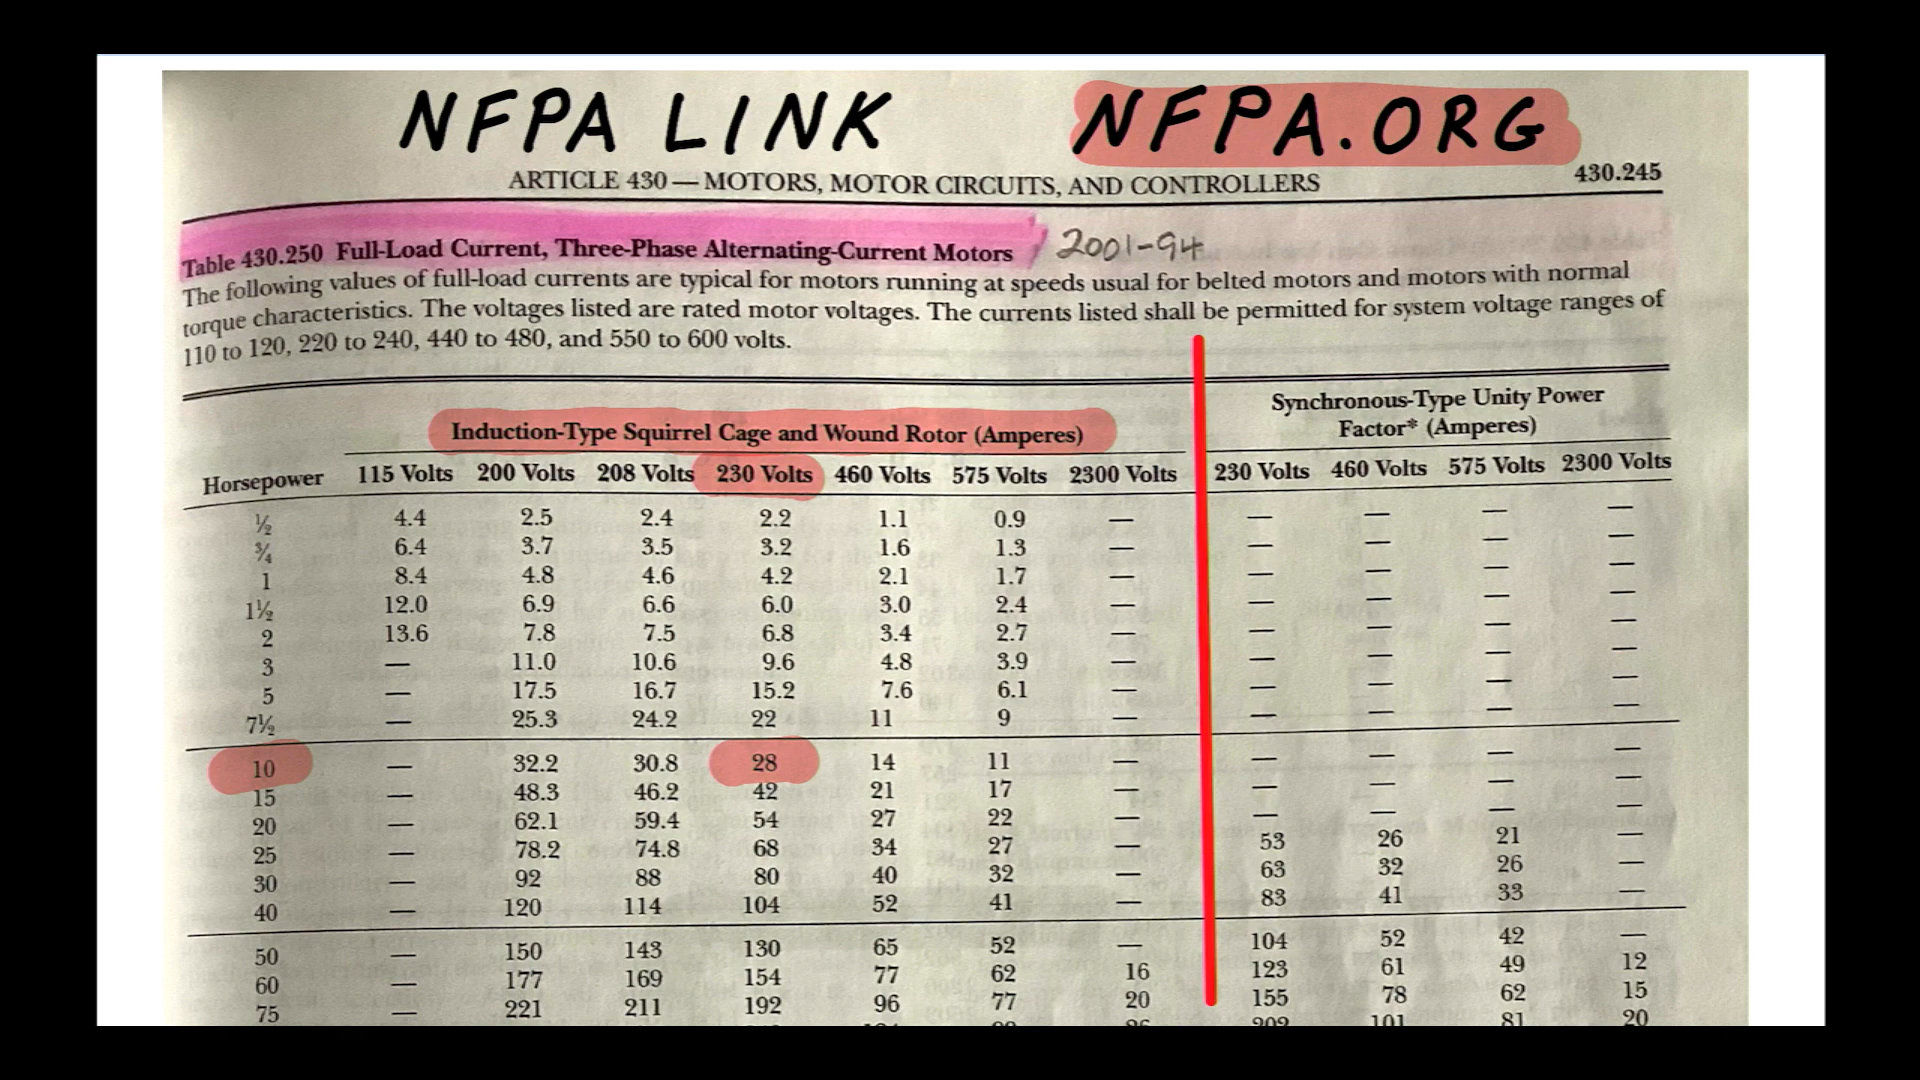 NFPA LINK NFPA.ORG
ARTICLE 430 — MOTORS, MOTOR CIRCUITS, AND CONTROLLERS 430.245
Table 430.250 Full-Load Current, Three-Phase Alternating-Current Motors 2001-94
The following values of full-load currents are typical for motors running at speeds usual for belted motors and motors with normal
torque characteristics. The voltages listed are rated motor voltages. The currents listed shall be permitted for system voltage ranges of
110 to 120, 220 to 240, 440 to 480, and 550 to 600 volts.
Induction-Type Squirrel Cage and Wound Rotor (Amperes) Synchronous-Type Unity Power
Factor* (Amperes)
Horsepower 115 Volts 200 Volts 208 Volts 230 Volts 460 Volts 575 Volts 2300 Volts 230 Volts 460 Volts 575 Volts 2300 Volts
½ 4.4 2.5 2.4 2.2 1.1 0.9 — — — — —
¾ 6.4 3.7 3.5 3.2 1.6 1.3 — — — — —
1 8.4 4.8 4.6 4.2 2.1 1.7 — — — — —
1½ 12.0 6.9 6.6 6.0 3.0 2.4 — — — — —
2 13.6 7.8 7.5 6.8 3.4 2.7 — — — — —
3 — 11.0 10.6 9.6 4.8 3.9 — — — — —
5 — 17.5 16.7 15.2 7.6 6.1 — — — — —
7½ — 25.3 24.2 22 11 9 — — — — —
10 — 32.2 30.8 28 14 11 — — — — —
15 — 48.3 46.2 42 21 17 — — — — —
20 — 62.1 59.4 54 27 22 — — — — —
25 — 78.2 74.8 68 34 27 — 53 26 21 —
30 — 92 88 80 40 32 — 63 32 26 —
40 — 120 114 104 52 41 — 83 41 33 —
50 — 150 143 130 65 52 — 104 52 42 —
60 — 177 169 154 77 62 16 123 61 49 12
75 — 221 211 192 96 77 20 155 78 62 15
101 81 20